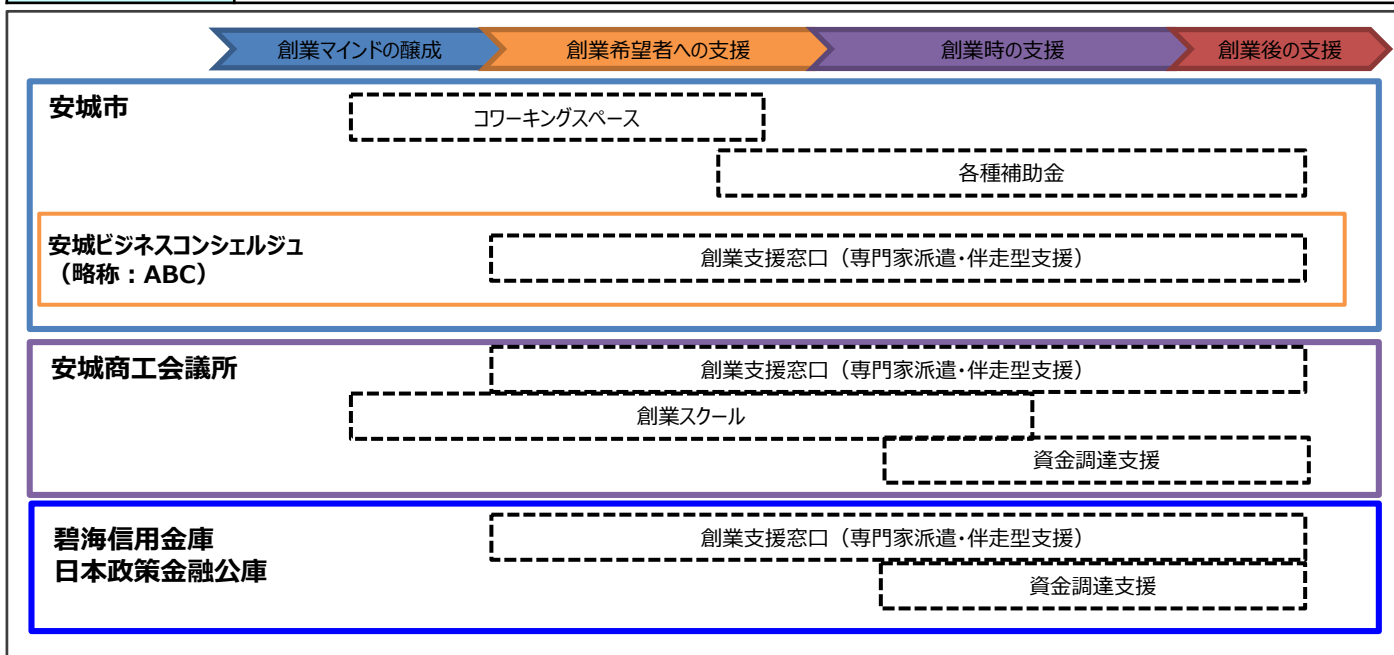 創業マインドの醸成
創業希望者への支援
創業時の支援
創業後の支援
安城市
コワーキングスペース
各種補助金
安城ビジネスコンシェルジュ
（略称：ABC）
創業支援窓口（専門家派遣・伴走型支援）
安城商工会議所
創業支援窓口（専門家派遣・伴走型支援）
創業スクール
資金調達支援
碧海信用金庫
日本政策金融公庫
創業支援窓口（専門家派遣・伴走型支援）
資金調達支援